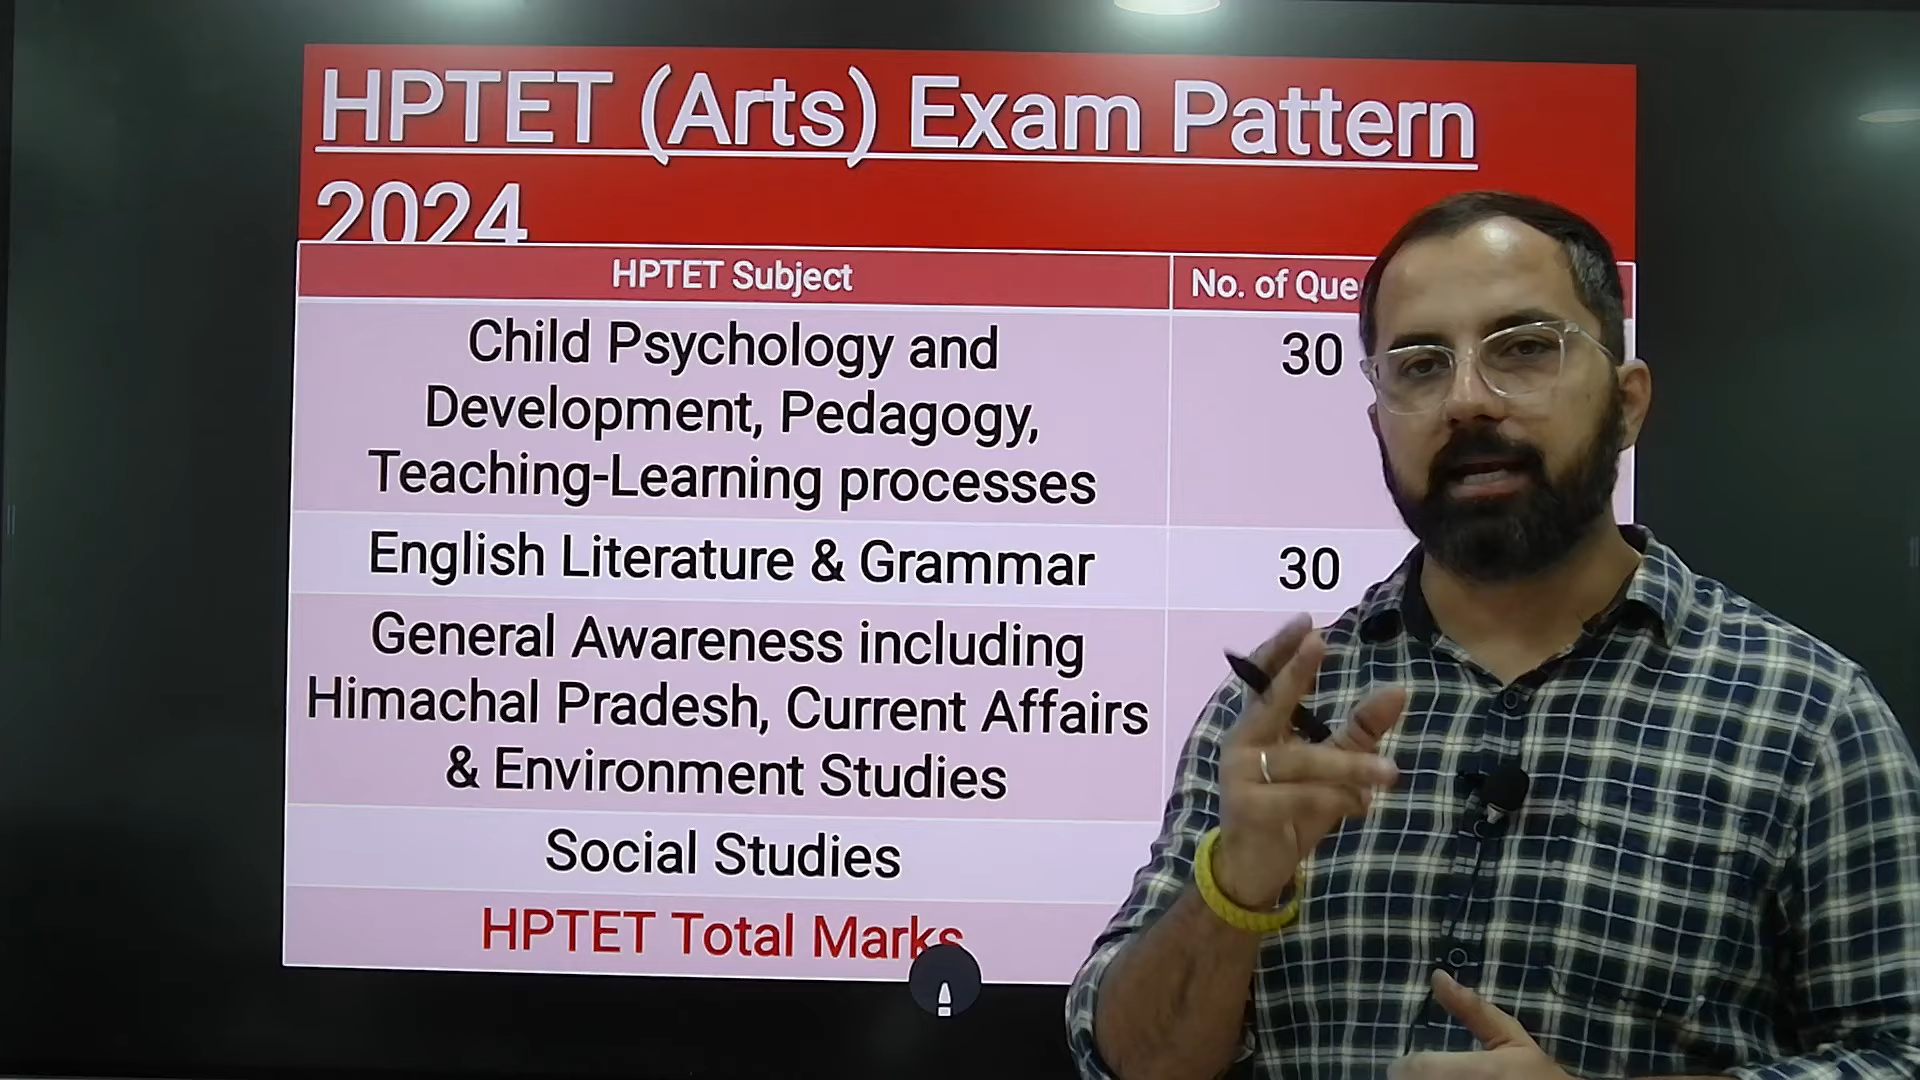 HPTET (Arts) Exam Pattern
2024
HPTET Subject
No. of Que
Child Psychology and
Development, Pedagogy,
Teaching-Learning processes
30
English Literature & Grammar
30
General Awareness including
Himachal Pradesh, Current Affairs
& Environment Studies
Social Studies
HPTET Total Marks